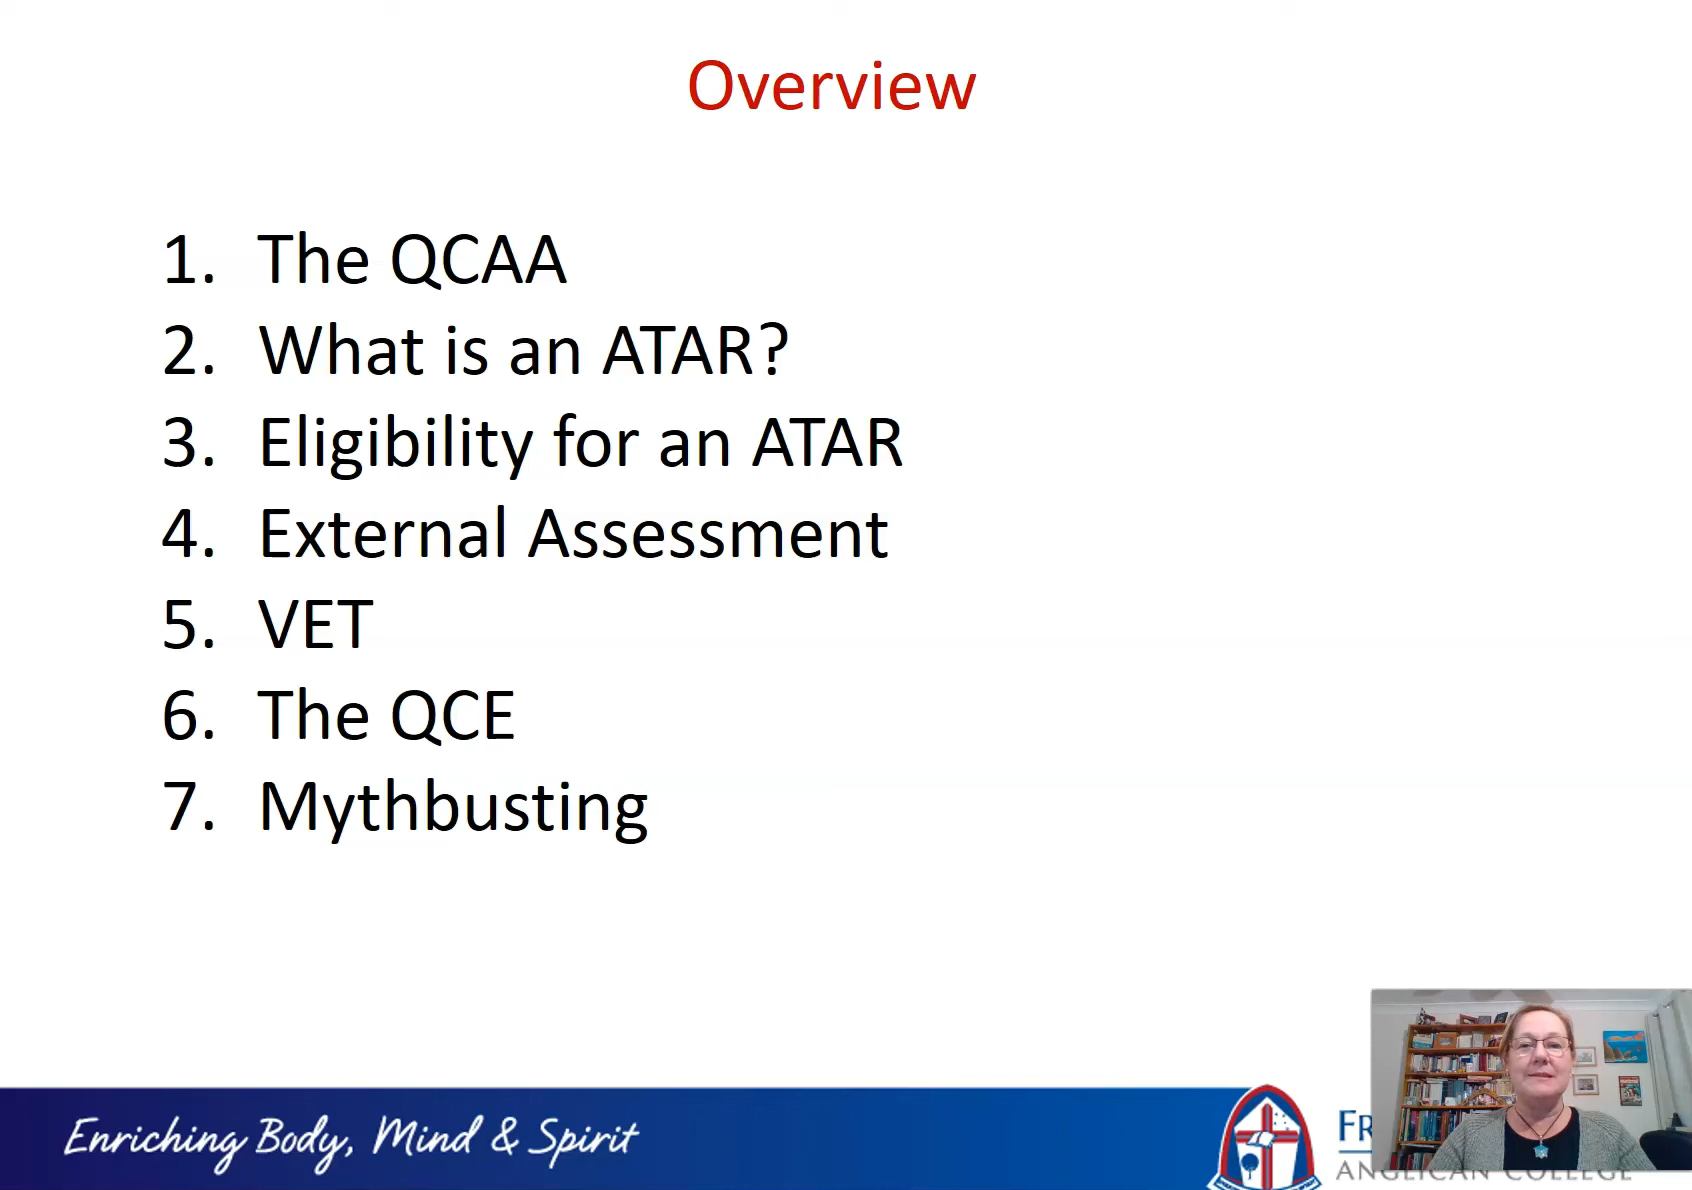 Overview
1. The QCAA
2. What is an ATAR?
3. Eligibility for an ATAR
4. External Assessment
5. VET
6. The QCE
7. Mythbusting
Enriching Body, Mind & Spirit
FR
ANGLICAN COLLEGE